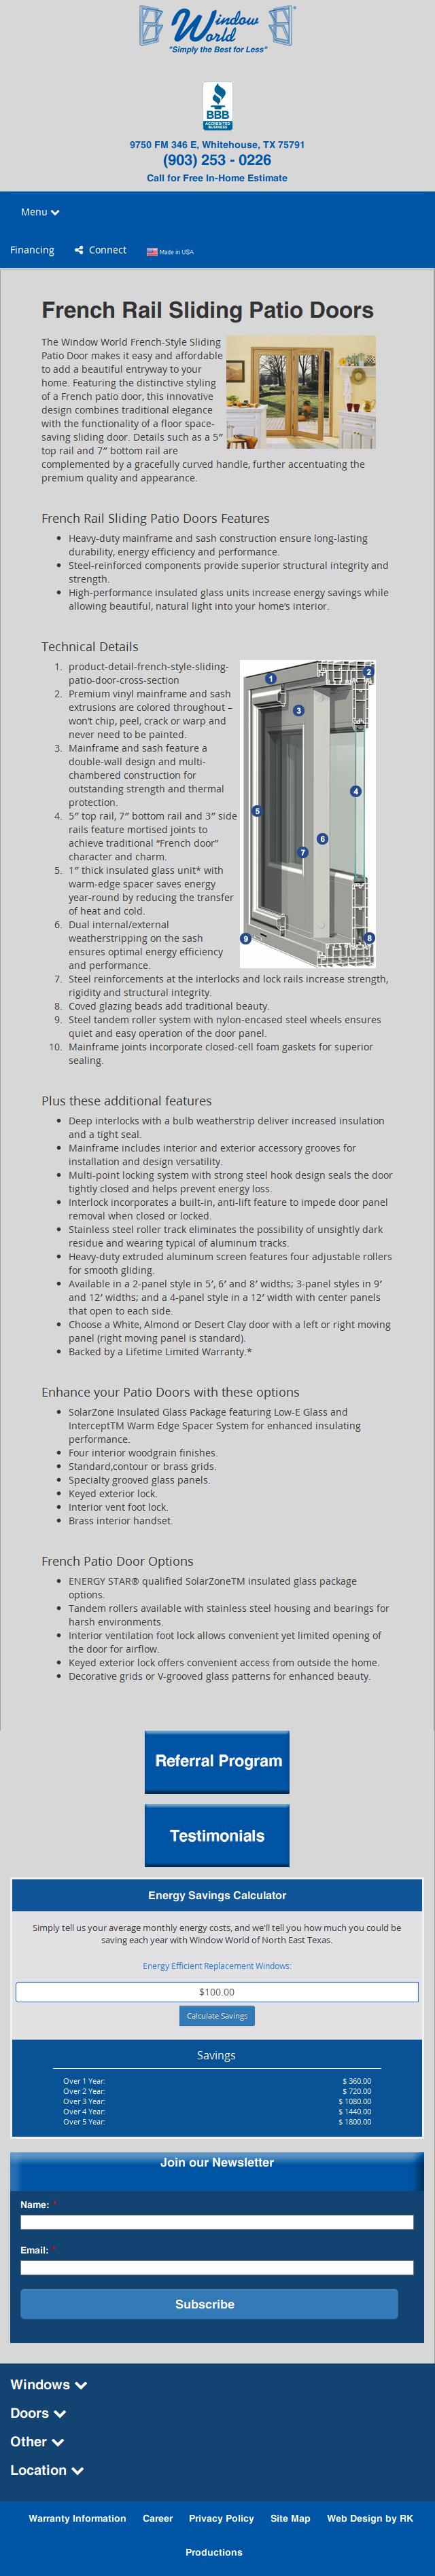 Window World
"Simply the Best for Less"
BBB
ACCREDITED BUSINESS
9750 FM 346 E, Whitehouse, TX 75791
(903) 253 - 0226
Call for Free In-Home Estimate
Menu
Financing
Connect
Made in USA
French Rail Sliding Patio Doors
The Window World French-Style Sliding
Patio Door makes it easy and affordable
to add a beautiful entryway to your
home. Featuring the distinctive styling
of a French patio door, this innovative
design combines traditional elegance
with the functionality of a floor space-
saving sliding door. Details such as a 5″
top rail and 7″ bottom rail are
complemented by a gracefully curved handle, further accentuating the
premium quality and appearance.
French Rail Sliding Patio Doors Features
• Heavy-duty mainframe and sash construction ensure long-lasting
durability, energy efficiency and performance.
• Steel-reinforced components provide superior structural integrity and
strength.
• High-performance insulated glass units increase energy savings while
allowing beautiful, natural light into your home's interior.
Technical Details
1. product-detail-french-style-sliding-
patio-door-cross-section
2. Premium vinyl mainframe and sash
extrusions are colored throughout –
won't chip, peel, crack or warp and
never need to be painted.
3. Mainframe and sash feature a
double-wall design and multi-
chambered construction for
outstanding strength and thermal
protection.
4. 5″ top rail, 7″ bottom rail and 3″ side
rails feature mortised joints to
achieve traditional "French door"
character and charm.
5. 1″ thick insulated glass unit* with
warm-edge spacer saves energy
year-round by reducing the transfer
of heat and cold.
6. Dual internal/external
weatherstripping on the sash
ensures optimal energy efficiency
and performance.
7. Steel reinforcements at the interlocks and lock rails increase strength,
rigidity and structural integrity.
8. Coved glazing beads add traditional beauty.
9. Steel tandem roller system with nylon-encased steel wheels ensures
quiet and easy operation of the door panel.
10. Mainframe joints incorporate closed-cell foam gaskets for superior
sealing.
1
2
3
4
5
6
7
8
9
Plus these additional features
• Deep interlocks with a bulb weatherstrip deliver increased insulation
and a tight seal.
• Mainframe includes interior and exterior accessory grooves for
installation and design versatility.
• Multi-point locking system with strong steel hook design seals the door
tightly closed and helps prevent energy loss.
• Interlock incorporates a built-in, anti-lift feature to impede door panel
removal when closed or locked.
• Stainless steel roller track eliminates the possibility of unsightly dark
residue and wearing typical of aluminum tracks.
• Heavy-duty extruded aluminum screen features four adjustable rollers
for smooth gliding.
• Available in a 2-panel style in 5′, 6′ and 8′ widths; 3-panel styles in 9′
and 12′ widths; and a 4-panel style in a 12′ width with center panels
that open to each side.
• Choose a White, Almond or Desert Clay door with a left or right moving
panel (right moving panel is standard).
• Backed by a Lifetime Limited Warranty.*
Enhance your Patio Doors with these options
• SolarZone Insulated Glass Package featuring Low-E Glass and
InterceptTM Warm Edge Spacer System for enhanced insulating
performance.
• Four interior woodgrain finishes.
• Standard,contour or brass grids.
• Specialty grooved glass panels.
• Keyed exterior lock.
• Interior vent foot lock.
• Brass interior handset.
French Patio Door Options
• ENERGY STAR® qualified SolarZoneTM insulated glass package
options.
• Tandem rollers available with stainless steel housing and bearings for
harsh environments.
• Interior ventilation foot lock allows convenient yet limited opening of
the door for airflow.
• Keyed exterior lock offers convenient access from outside the home.
• Decorative grids or V-grooved glass patterns for enhanced beauty.
Referral Program
Testimonials
Energy Savings Calculator
Simply tell us your average monthly energy costs, and we'll tell you how much you could be
saving each year with Window World of North East Texas.
Energy Efficient Replacement Windows:
$100.00
Calculate Savings
Savings
Over 1 Year: $ 360.00
Over 2 Year: $ 720.00
Over 3 Year: $ 1080.00
Over 4 Year: $ 1440.00
Over 5 Year: $ 1800.00
Join our Newsletter
Name: *
Email: *
Subscribe
Windows
Doors
Other
Location
Warranty Information Career Privacy Policy Site Map Web Design by RK
Productions